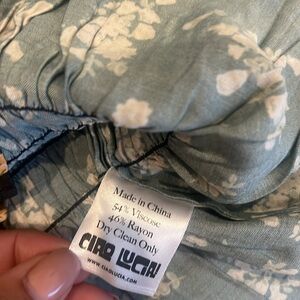 Made in China
54% Viscose
46% Rayon
Dry Clean Only
CIAO LUCIA!
WWW.CIAOLUCIA.COM